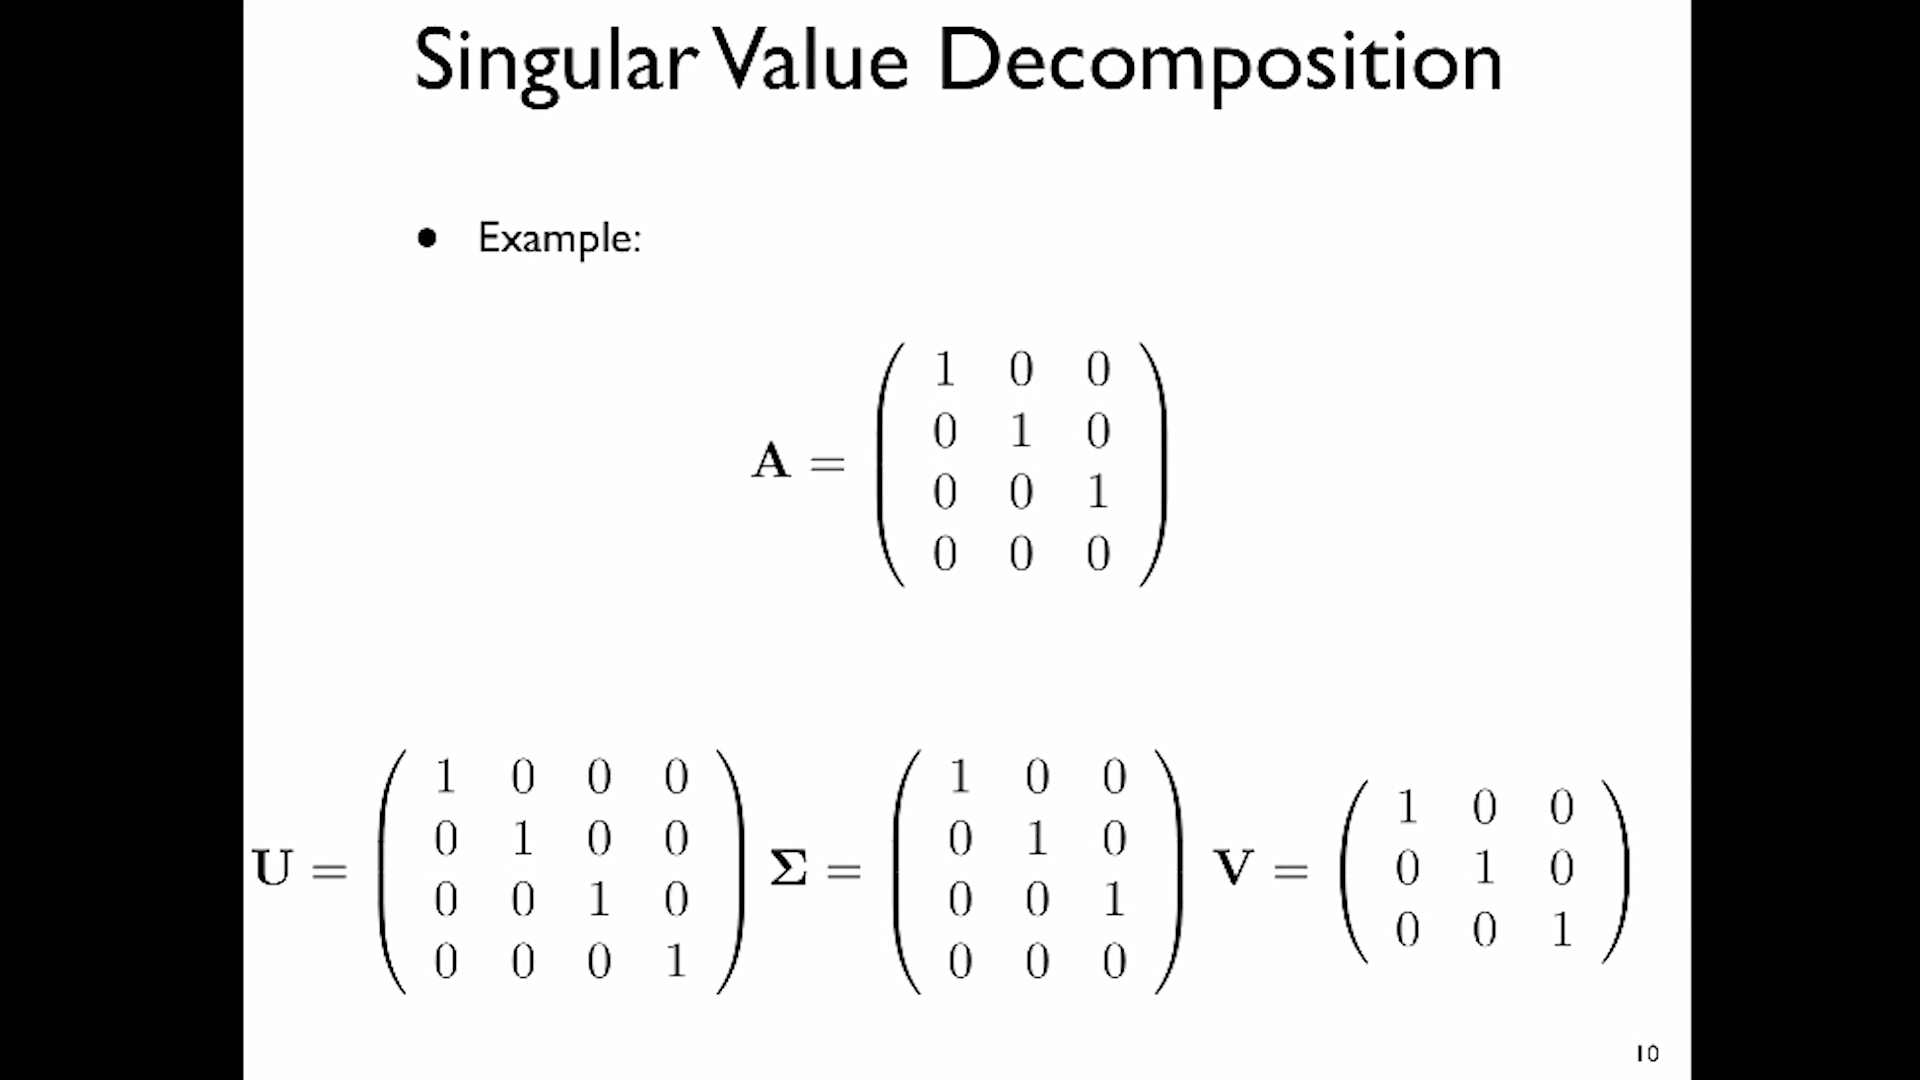 Singular Value Decomposition
• Example:
A = ( 1 0 0
0 1 0
0 0 1
0 0 0 )
U = ( 1 0 0 0
0 1 0 0
0 0 1 0
0 0 0 1 )
Σ = ( 1 0 0
0 1 0
0 0 1
0 0 0 )
V = ( 1 0 0
0 1 0
0 0 1 )
10